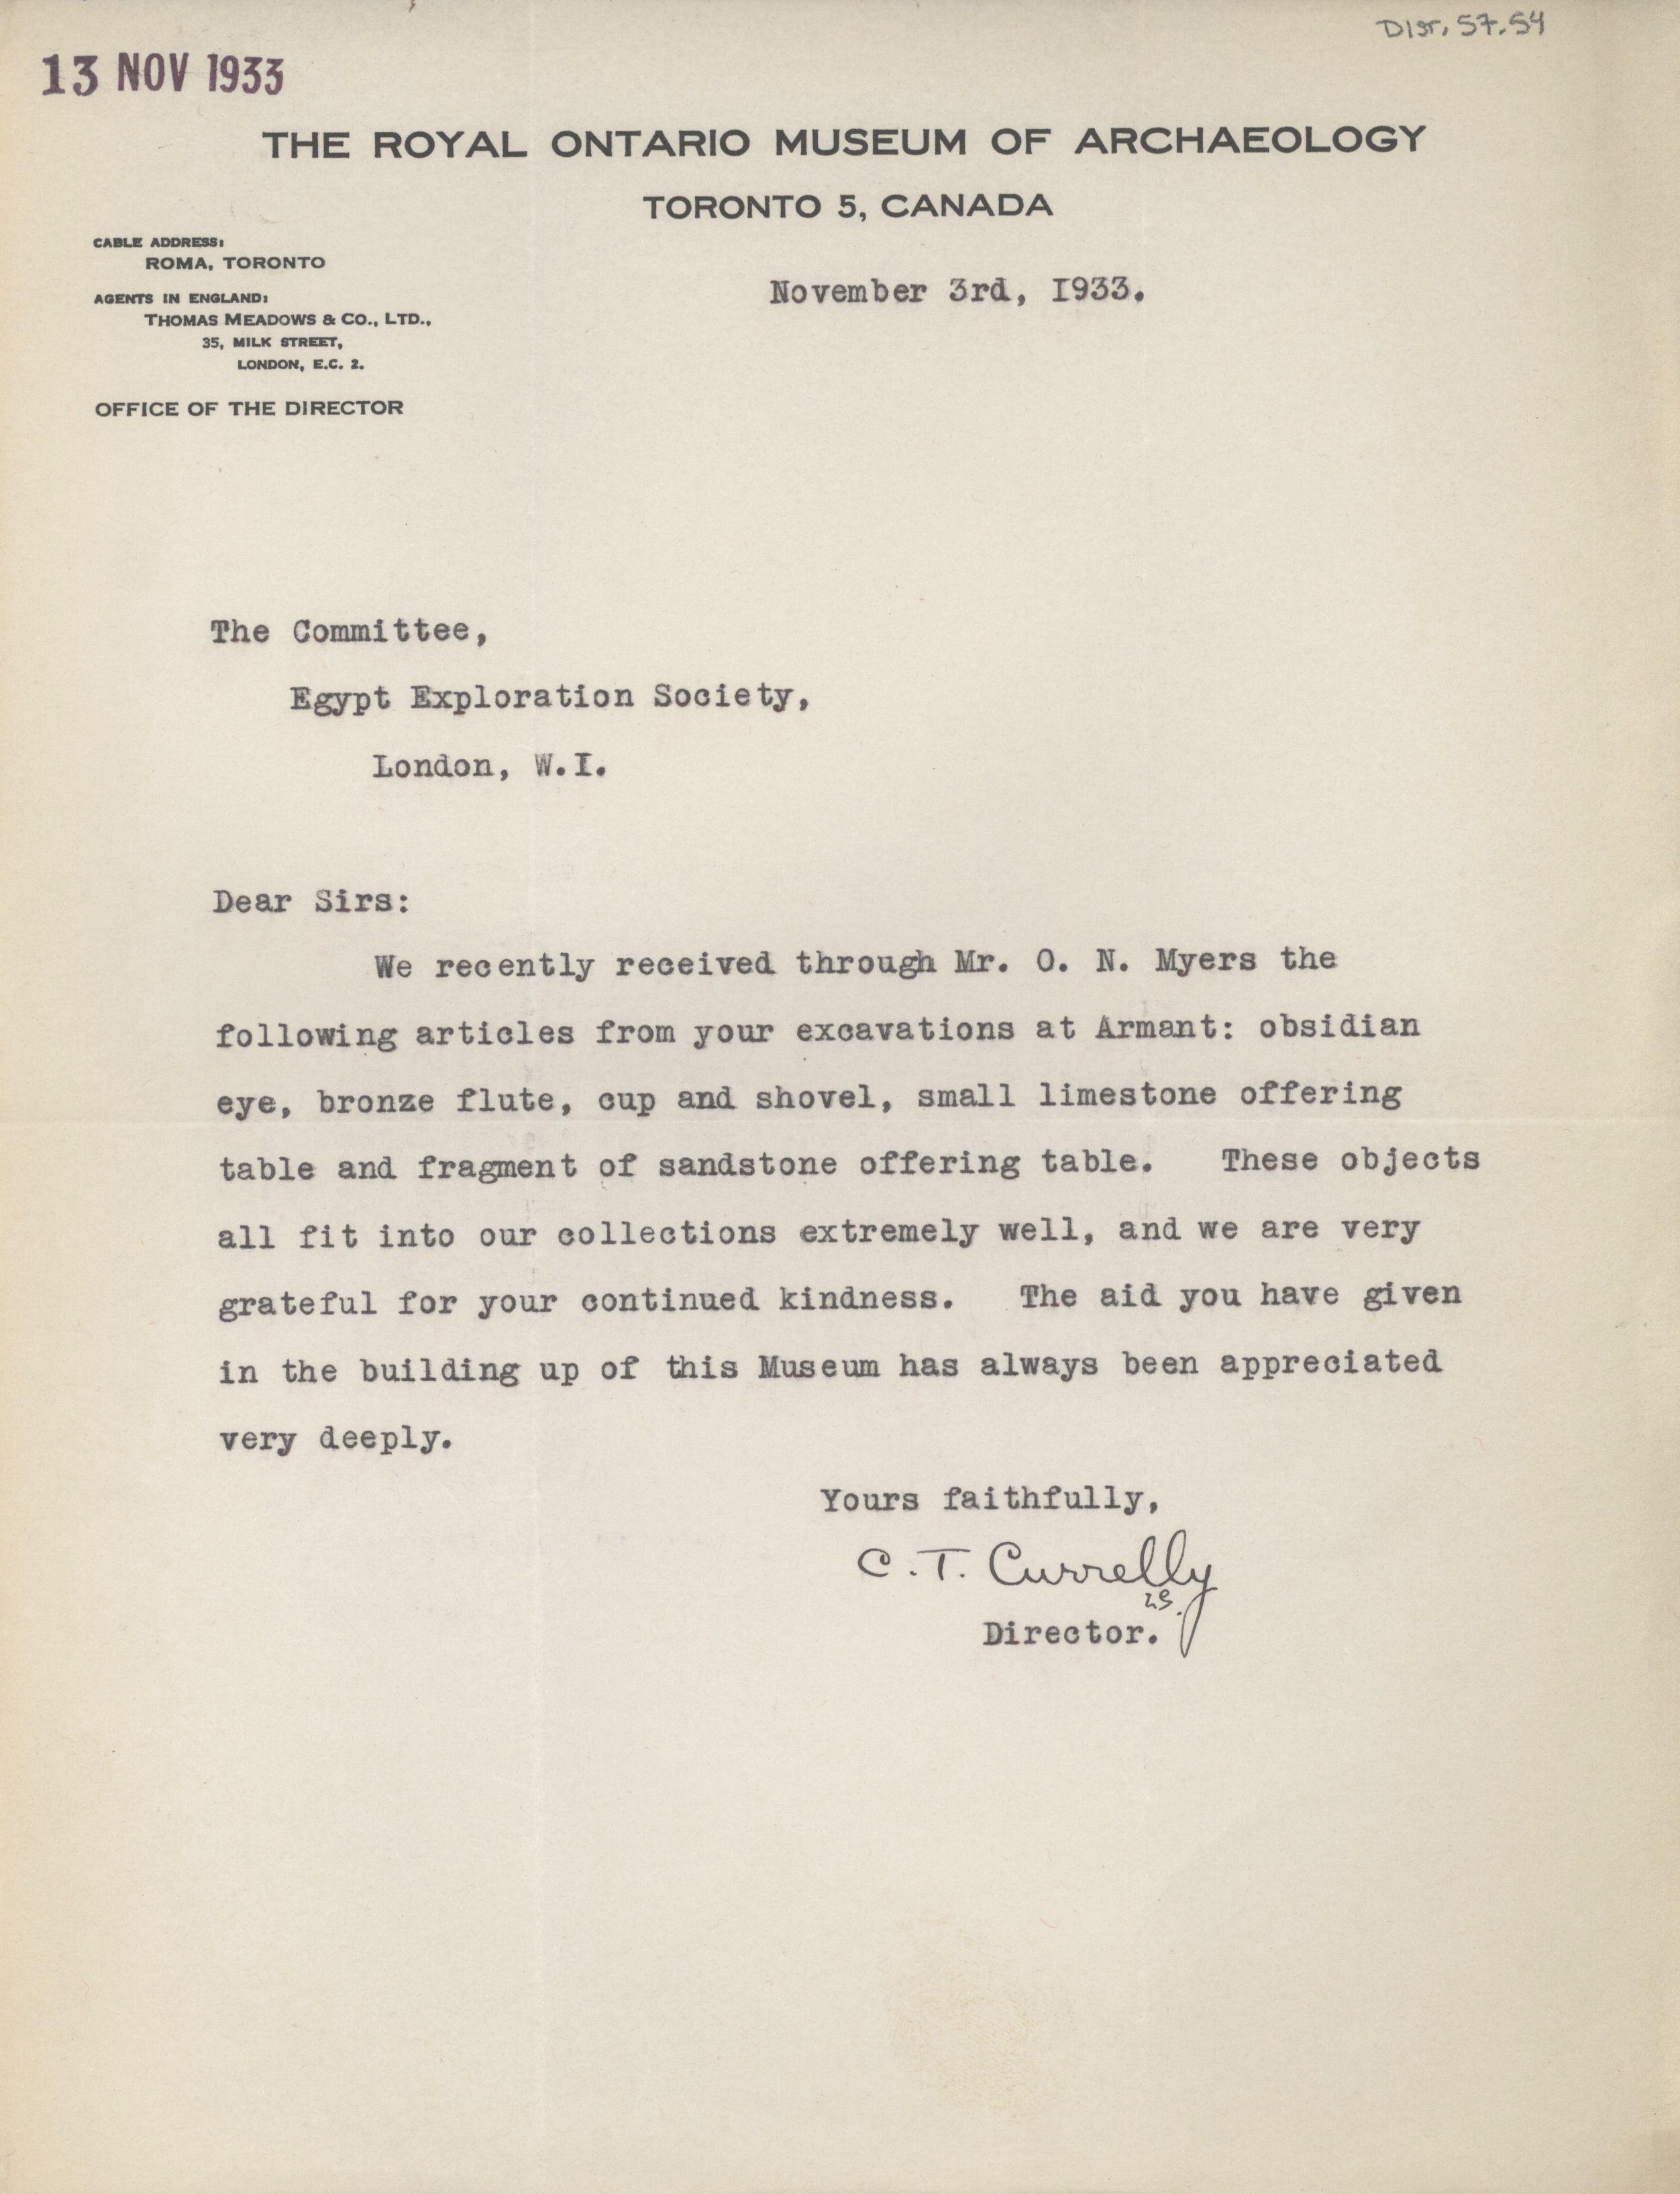 Dist. 57.54
13 NOV 1933
THE ROYAL ONTARIO MUSEUM OF ARCHAEOLOGY
TORONTO 5, CANADA
CABLE ADDRESS:
ROMA, TORONTO
AGENTS IN ENGLAND:
THOMAS MEADOWS & CO., LTD.,
35, MILK STREET,
LONDON, E.C. 2.
OFFICE OF THE DIRECTOR
November 3rd, I933.
The Committee,
Egypt Exploration Society,
London, W.I.
Dear Sirs:
We recently received through Mr. O. N. Myers the
following articles from your excavations at Armant: obsidian
eye, bronze flute, cup and shovel, small limestone offering
table and fragment of sandstone offering table. These objects
all fit into our collections extremely well, and we are very
grateful for your continued kindness. The aid you have given
in the building up of this Museum has always been appreciated
very deeply.
Yours faithfully,
C. T. Currelly
Director.